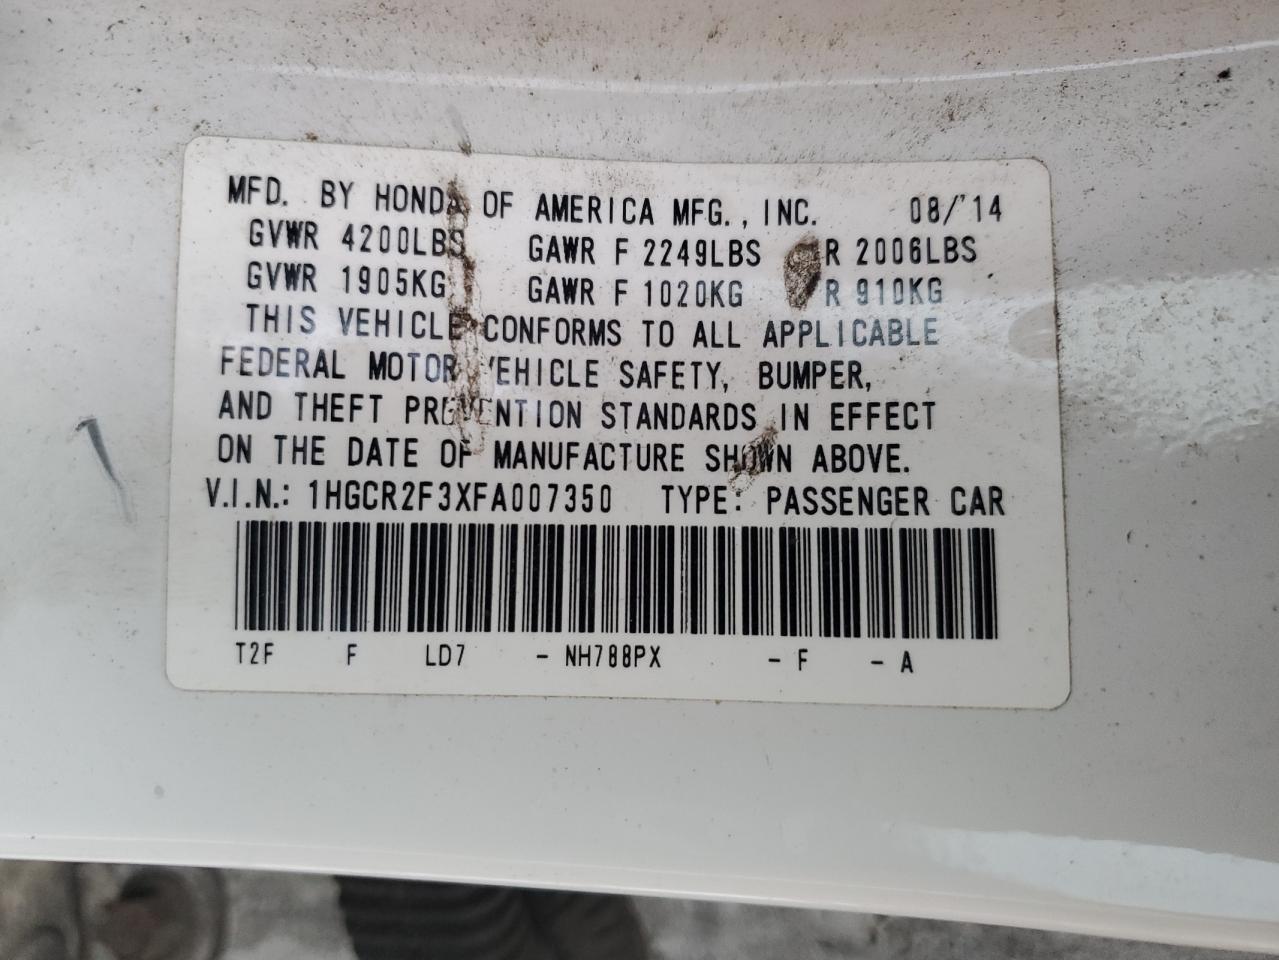 MFD. BY HONDA OF AMERICA MFG., INC. 08/'14
GVWR 4200LBS GAWR F 2249LBS R 2006LBS
GVWR 1905KG GAWR F 1020KG R 910KG
THIS VEHICLE CONFORMS TO ALL APPLICABLE
FEDERAL MOTOR VEHICLE SAFETY, BUMPER,
AND THEFT PREVENTION STANDARDS IN EFFECT
ON THE DATE OF MANUFACTURE SHOWN ABOVE.
V.I.N.: 1HGCR2F3XFA007350 TYPE: PASSENGER CAR
T2F F LD7 - NH788PX - F - A